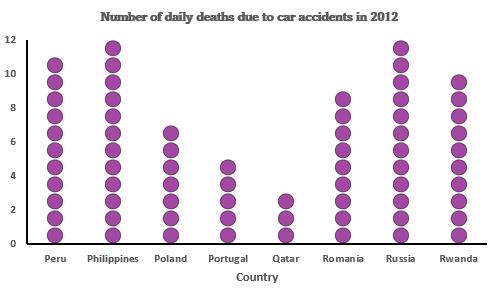 Number of daily deaths due to car accidents in 2012
12
10
8
6
4
2
0
Peru Philippines Poland Portugal Qatar Romania Russia Rwanda
Country